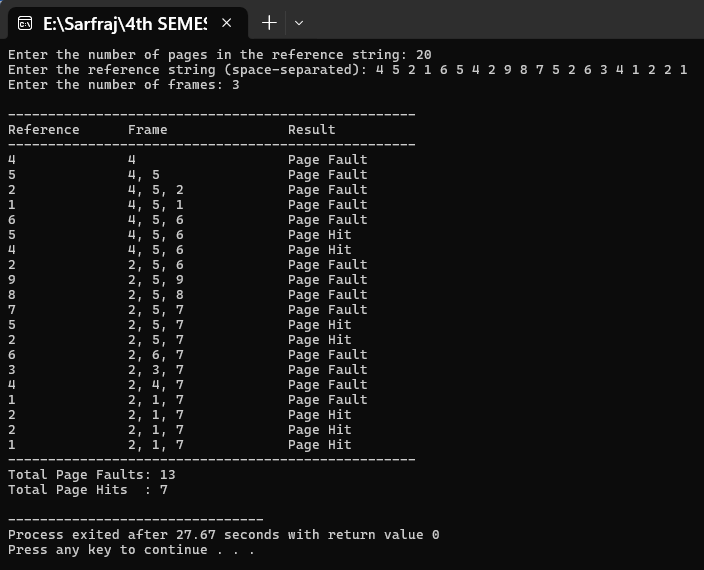 E:\Sarfraj\4th SEMES
Enter the number of pages in the reference string: 20
Enter the reference string (space-separated): 4 5 2 1 6 5 4 2 9 8 7 5 2 6 3 4 1 2 2 1
Enter the number of frames: 3
---------------------------------------------------
Reference      Frame               Result
---------------------------------------------------
4              4                   Page Fault
5              4, 5                Page Fault
2              4, 5, 2             Page Fault
1              4, 5, 1             Page Fault
6              4, 5, 6             Page Fault
5              4, 5, 6             Page Hit
4              4, 5, 6             Page Hit
2              2, 5, 6             Page Fault
9              2, 5, 9             Page Fault
8              2, 5, 8             Page Fault
7              2, 5, 7             Page Fault
5              2, 5, 7             Page Hit
2              2, 5, 7             Page Hit
6              2, 6, 7             Page Fault
3              2, 3, 7             Page Fault
4              2, 4, 7             Page Fault
1              2, 1, 7             Page Fault
2              2, 1, 7             Page Hit
2              2, 1, 7             Page Hit
1              2, 1, 7             Page Hit
---------------------------------------------------
Total Page Faults: 13
Total Page Hits  : 7
--------------------------------
Process exited after 27.67 seconds with return value 0
Press any key to continue . . .